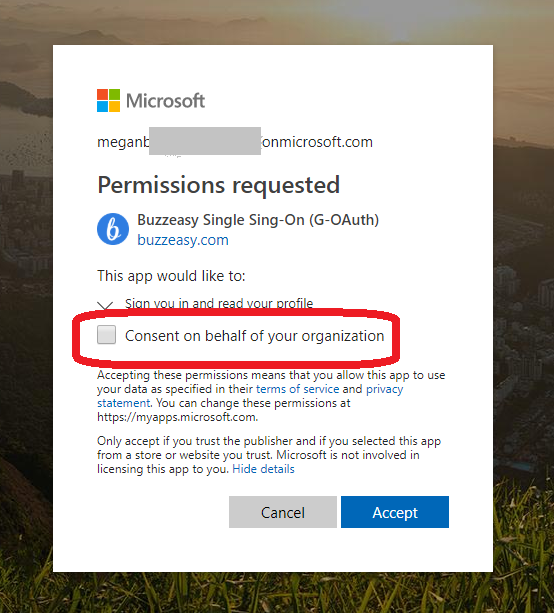 Microsoft
meganb onmicrosoft.com
Permissions requested
Buzzeasy Single Sing-On (G-OAuth)
buzzeasy.com
This app would like to:
Sign you in and read your profile
Consent on behalf of your organization
Accepting these permissions means that you allow this app to use
your data as specified in their terms of service and privacy
statement. You can change these permissions at
https://myapps.microsoft.com.
Only accept if you trust the publisher and if you selected this app
from a store or website you trust. Microsoft is not involved in
licensing this app to you. Hide details
Cancel
Accept